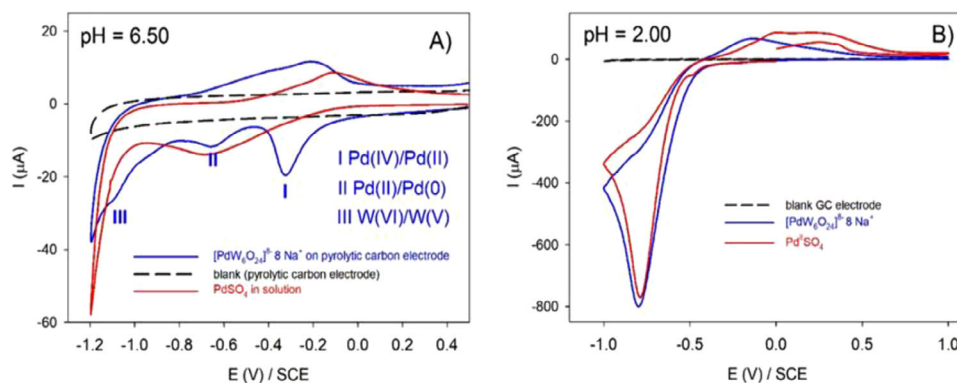 pH = 6.50
A)
20
0
-20
-40
-60
I (µA)
II
I
III
I Pd(IV)/Pd(II)
II Pd(II)/Pd(0)
III W(VI)/W(V)
[PdW₆O₂₄]⁸⁻ 8 Na⁺ on pyrolytic carbon electrode
blank (pyrolytic carbon electrode)
PdSO₄ in solution
-1.2 -1.0 -0.8 -0.6 -0.4 -0.2 0.0 0.2 0.4
E (V) / SCE
pH = 2.00
B)
0
-200
-400
-600
-800
I (µA)
blank GC electrode
[PdW₆O₂₄]⁸⁻ 8 Na⁺
PdᴵᴵSO₄
-1.0 -0.5 0.0 0.5 1.0
E (V) / SCE